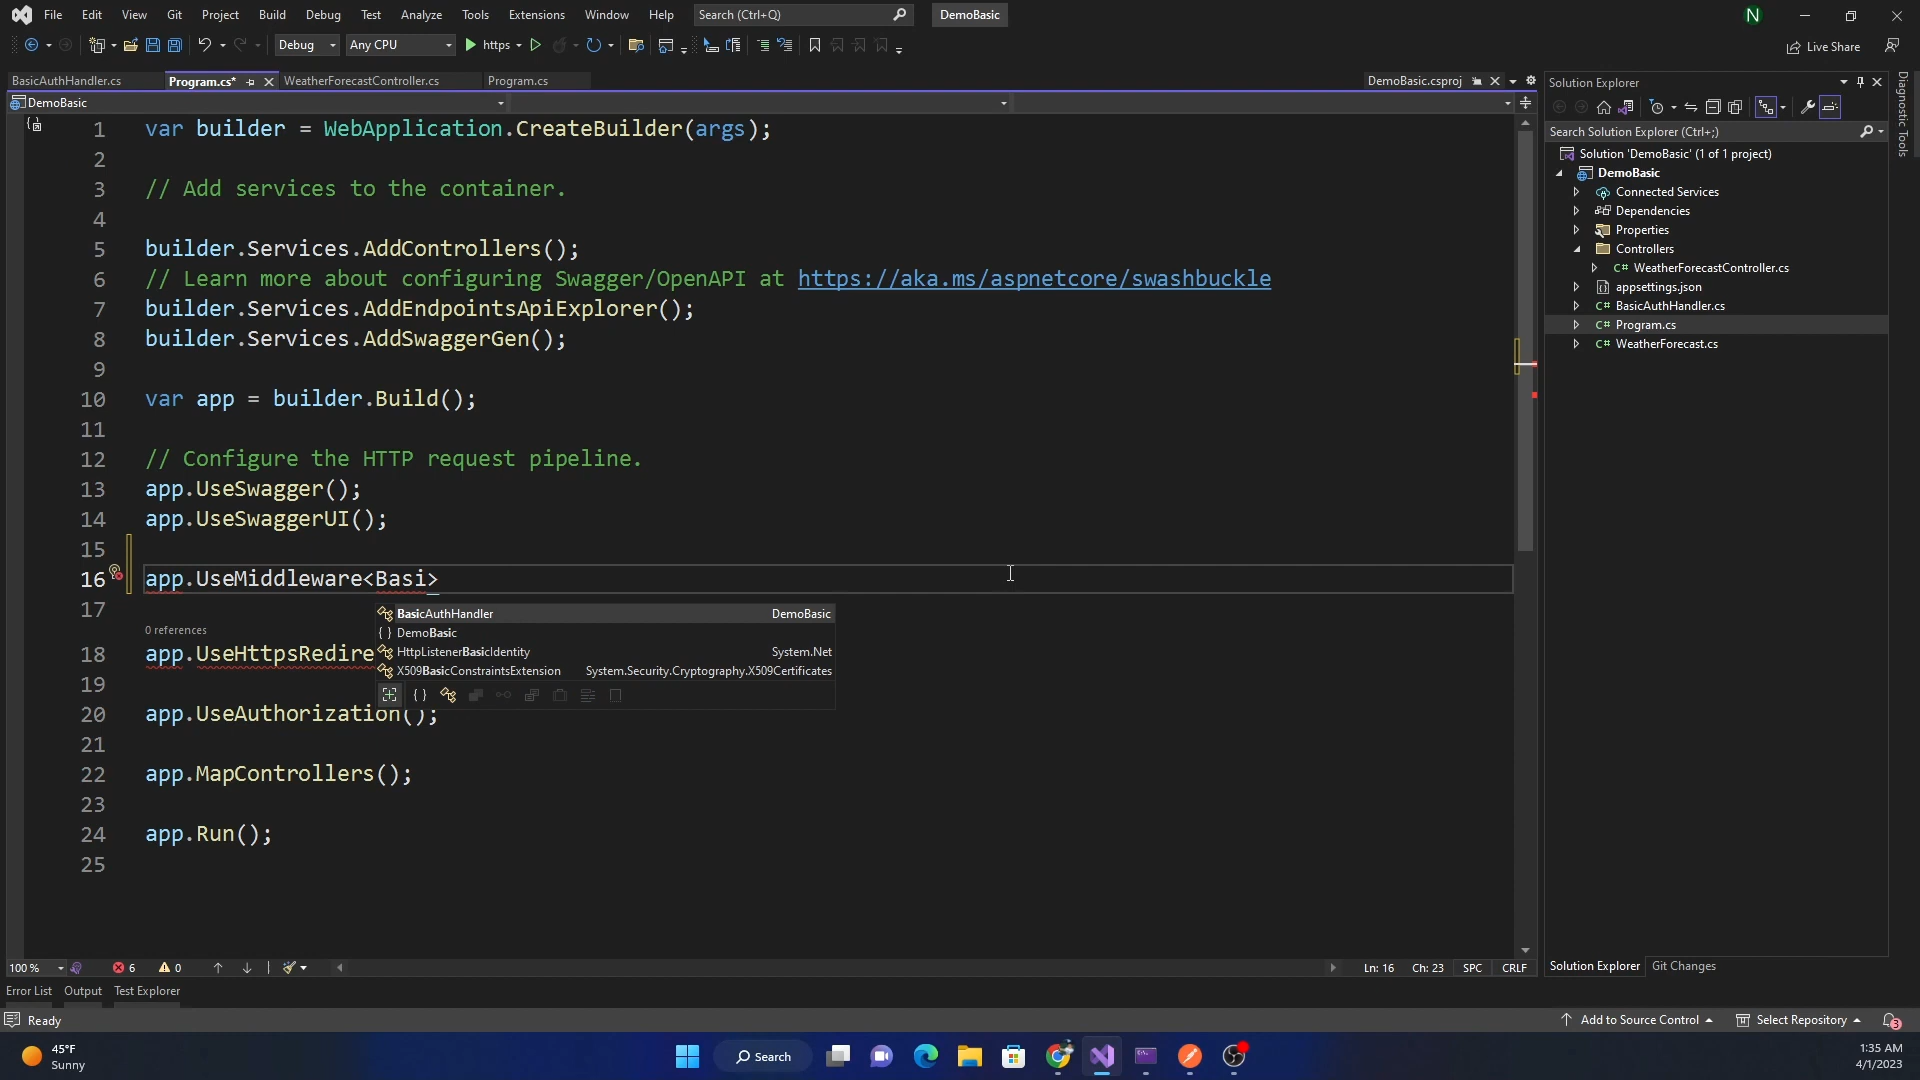 File Edit View Git Project Build Debug Test Analyze Tools Extensions Window Help Search (Ctrl+Q) DemoBasic N
Debug Any CPU https Live Share
BasicAuthHandler.cs Program.cs* WeatherForecastController.cs Program.cs DemoBasic.csproj
DemoBasic
1 var builder = WebApplication.CreateBuilder(args);
2
3 // Add services to the container.
4
5 builder.Services.AddControllers();
6 // Learn more about configuring Swagger/OpenAPI at https://aka.ms/aspnetcore/swashbuckle
7 builder.Services.AddEndpointsApiExplorer();
8 builder.Services.AddSwaggerGen();
9
10 var app = builder.Build();
11
12 // Configure the HTTP request pipeline.
13 app.UseSwagger();
14 app.UseSwaggerUI();
15
16 app.UseMiddleware<Basi>
17
BasicAuthHandler DemoBasic
{ } DemoBasic
HttpListenerBasicIdentity System.Net
X509BasicConstraintsExtension System.Security.Cryptography.X509Certificates
0 references
18 app.UseHttpsRedire
19
20 app.UseAuthorization();
21
22 app.MapControllers();
23
24 app.Run();
25
100 % 6 0 Ln: 16 Ch: 23 SPC CRLF
Error List Output Test Explorer
Ready
Solution Explorer
Search Solution Explorer (Ctrl+;)
Solution 'DemoBasic' (1 of 1 project)
DemoBasic
Connected Services
Dependencies
Properties
Controllers
C# WeatherForecastController.cs
appsettings.json
C# BasicAuthHandler.cs
C# Program.cs
C# WeatherForecast.cs
Solution Explorer Git Changes
Diagnostic Tools
Add to Source Control Select Repository 3
45°F
Sunny
Search
1:35 AM
4/1/2023